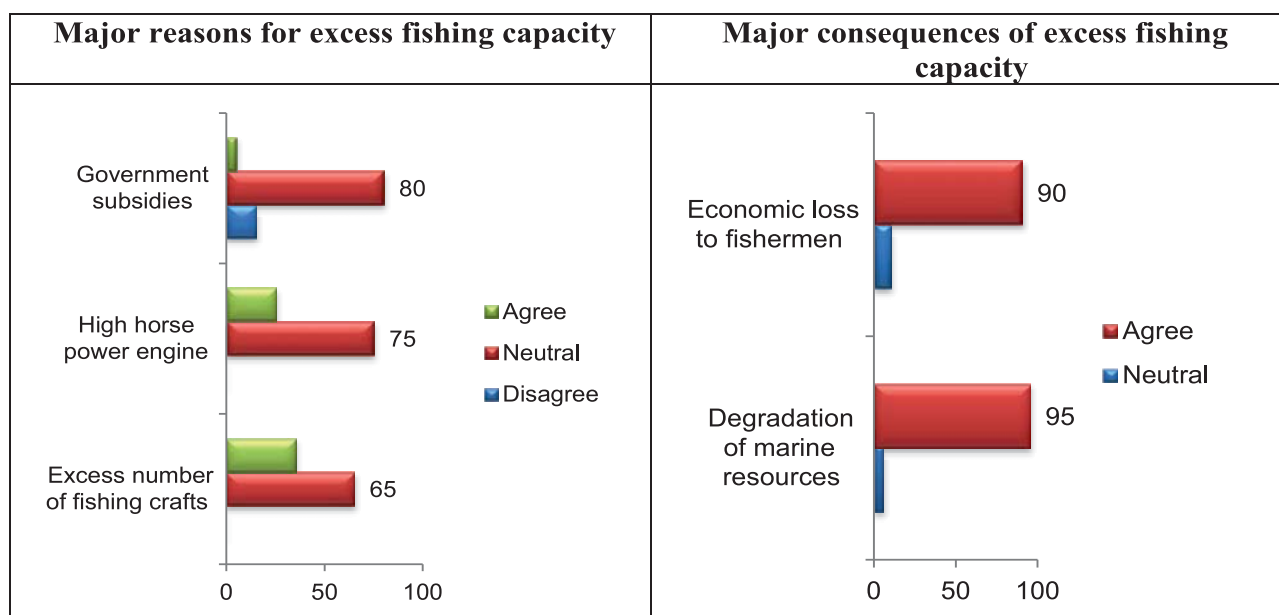 Major reasons for excess fishing capacity
Government
subsidies
80
High horse
power engine
75
Excess number
of fishing crafts
65
0 50 100
Agree
Neutral
Disagree
Major consequences of excess fishing
capacity
Economic loss
to fishermen
90
Degradation
of marine
resources
95
0 50 100
Agree
Neutral